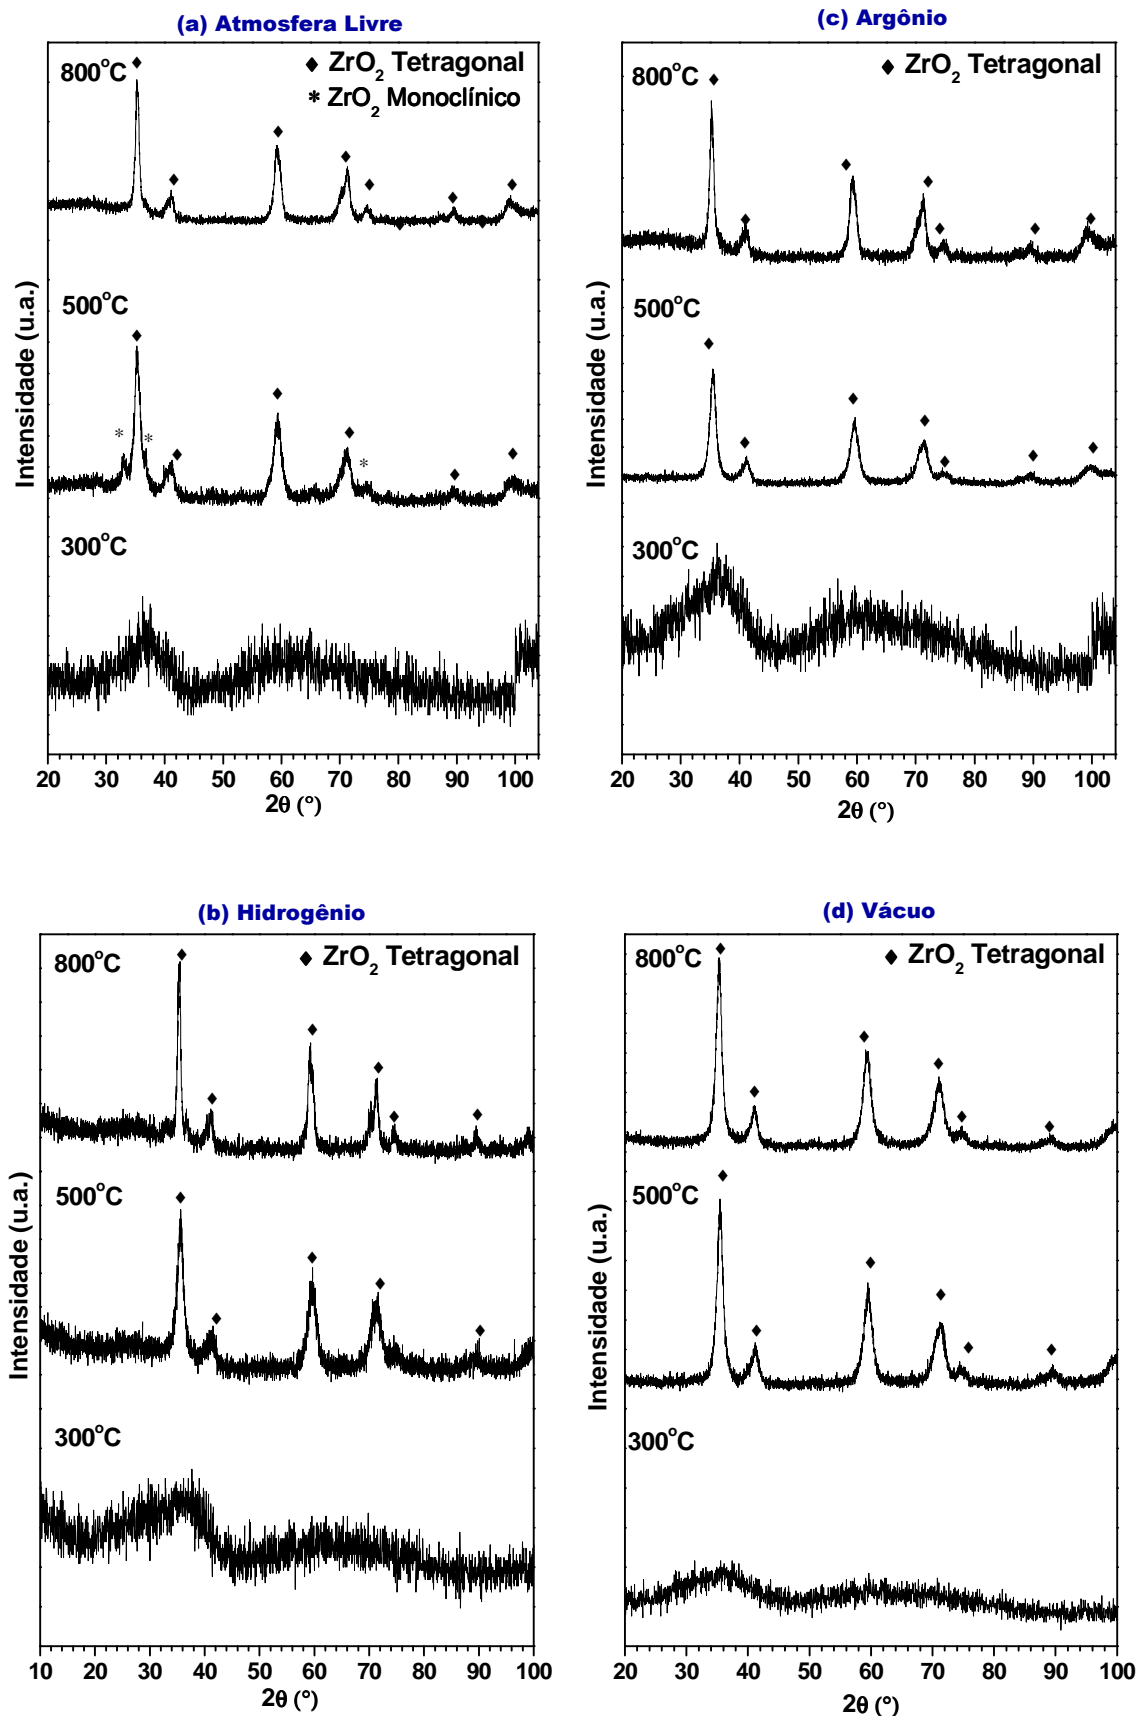 (a) Atmosfera Livre
800°C
♦ ZrO₂ Tetragonal
* ZrO₂ Monoclínico
500°C
300°C
Intensidade (u.a.)
20 30 40 50 60 70 80 90 100
2θ (°)
(c) Argônio
800°C
♦ ZrO₂ Tetragonal
500°C
300°C
Intensidade (u.a.)
20 30 40 50 60 70 80 90 100
2θ (°)
(b) Hidrogênio
800°C
♦ ZrO₂ Tetragonal
500°C
300°C
Intensidade (u.a.)
10 20 30 40 50 60 70 80 90 100
2θ (°)
(d) Vácuo
800°C
♦ ZrO₂ Tetragonal
500°C
300°C
Intensidade (u.a.)
20 30 40 50 60 70 80 90 100
2θ (°)